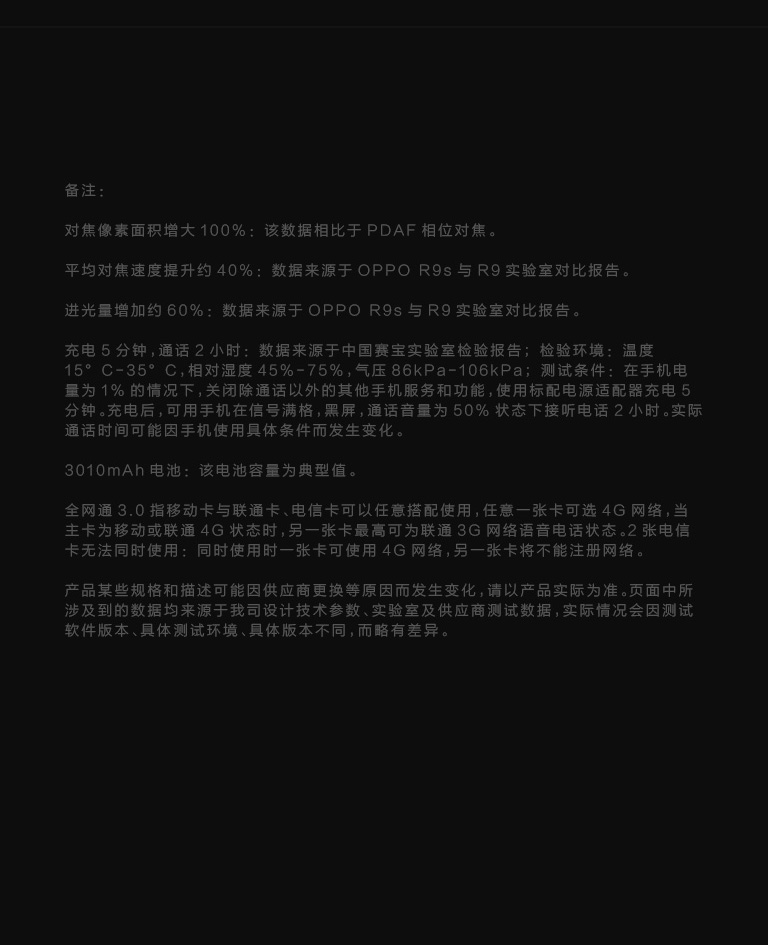 备注：
对焦像素面积增大 100%：该数据相比于 PDAF 相位对焦。
平均对焦速度提升约 40%：数据来源于 OPPO R9s 与 R9 实验室对比报告。
进光量增加约 60%：数据来源于 OPPO R9s 与 R9 实验室对比报告。
充电 5 分钟，通话 2 小时：数据来源于中国赛宝实验室检验报告；检验环境：温度
15°C-35°C，相对湿度 45%-75%，气压 86kPa-106kPa；测试条件：在手机电
量为 1% 的情况下，关闭除通话以外的其他手机服务和功能，使用标配电源适配器充电 5
分钟。充电后，可用手机在信号满格，黑屏，通话音量为 50% 状态下接听电话 2 小时。实际
通话时间可能因手机使用具体条件而发生变化。
3010mAh 电池：该电池容量为典型值。
全网通 3.0 指移动卡与联通卡、电信卡可以任意搭配使用，任意一张卡可选 4G 网络，当
主卡为移动或联通 4G 状态时，另一张卡最高可为联通 3G 网络语音电话状态。2 张电信
卡无法同时使用：同时使用时一张卡可使用 4G 网络，另一张卡将不能注册网络。
产品某些规格和描述可能因供应商更换等原因而发生变化，请以产品实际为准。页面中所
涉及到的数据均来源于我司设计技术参数、实验室及供应商测试数据，实际情况会因测试
软件版本、具体测试环境、具体版本不同，而略有差异。